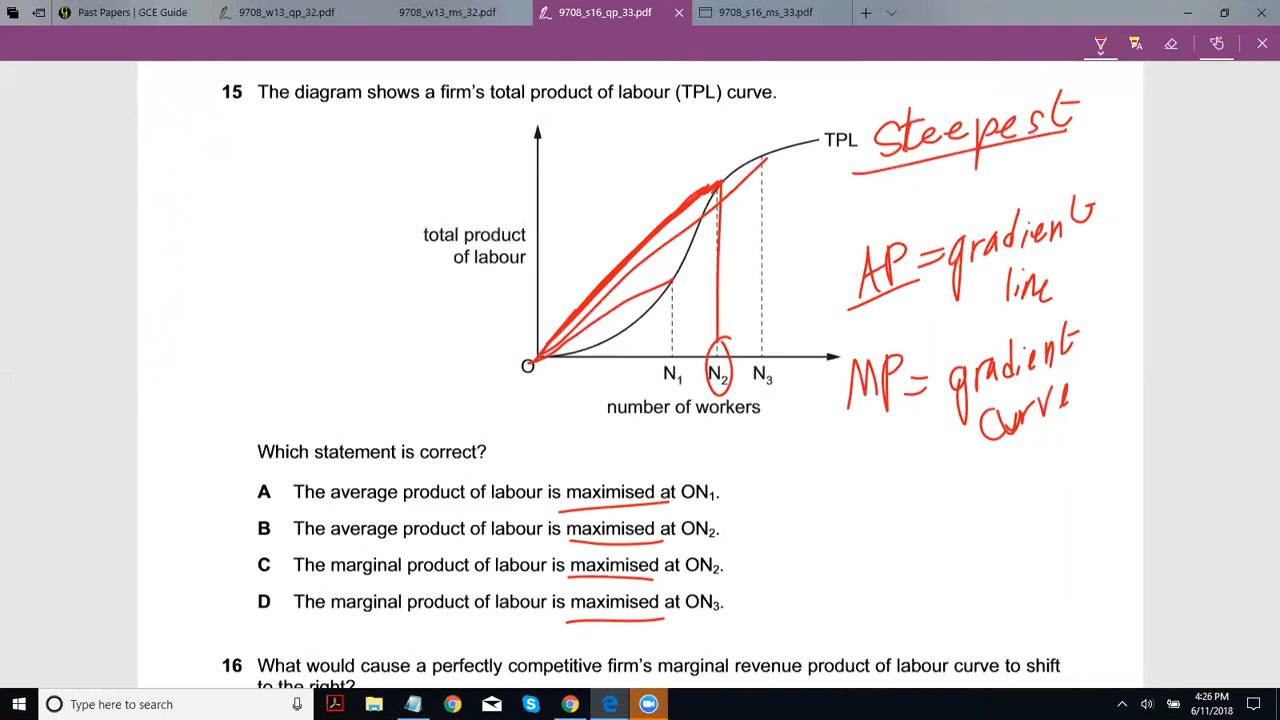 Past Papers | GCE Guide
9708_w13_qp_32.pdf
9708_w13_ms_32.pdf
9708_s16_qp_33.pdf
9708_s16_ms_33.pdf
15 The diagram shows a firm's total product of labour (TPL) curve.
TPL
steepest
total product
of labour
AP = gradient
line
MP = gradient
curve
O
N1 N2 N3
number of workers
Which statement is correct?
A The average product of labour is maximised at ON1.
B The average product of labour is maximised at ON2.
C The marginal product of labour is maximised at ON2.
D The marginal product of labour is maximised at ON3.
16 What would cause a perfectly competitive firm's marginal revenue product of labour curve to shift
to the right?
Type here to search
4:26 PM
6/11/2018